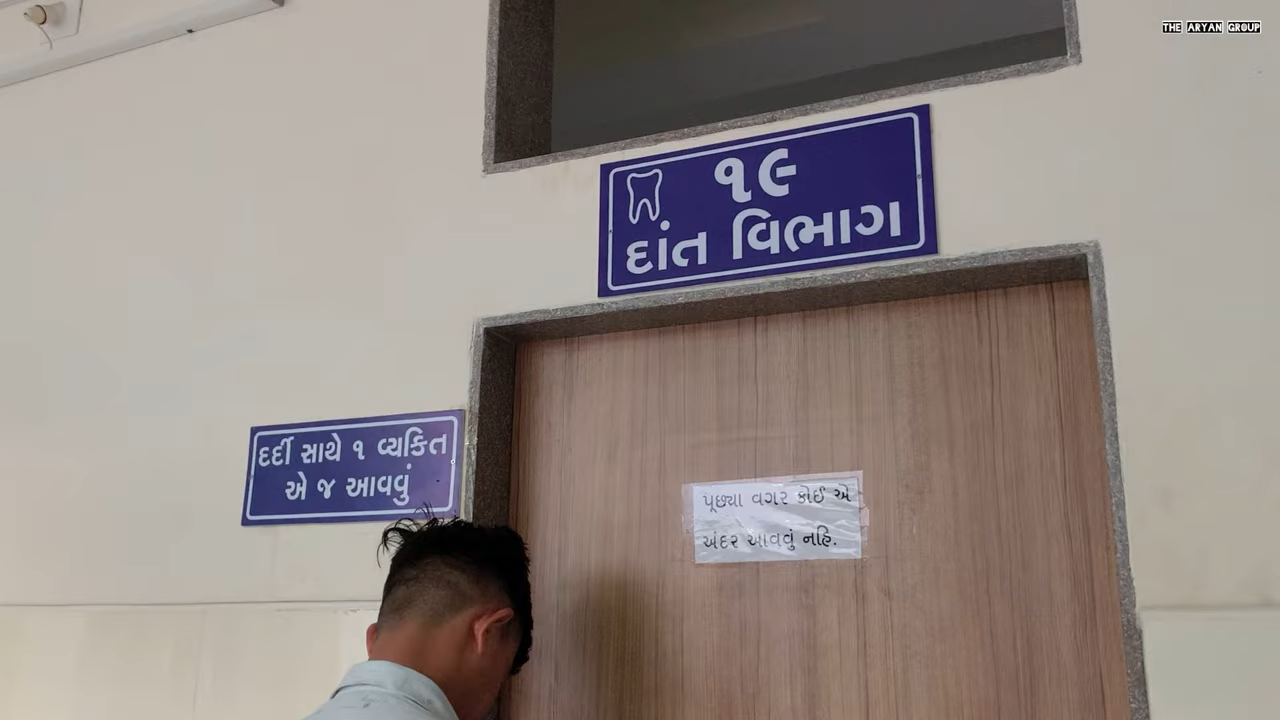 THE ARYAN GROUP
૧૯
દાંત વિભાગ
દર્દી સાથે ૧ વ્યકિત
એ જ આવવું
પૂછ્યા વગર કોઈ એ
અંદર આવવું નહિ.